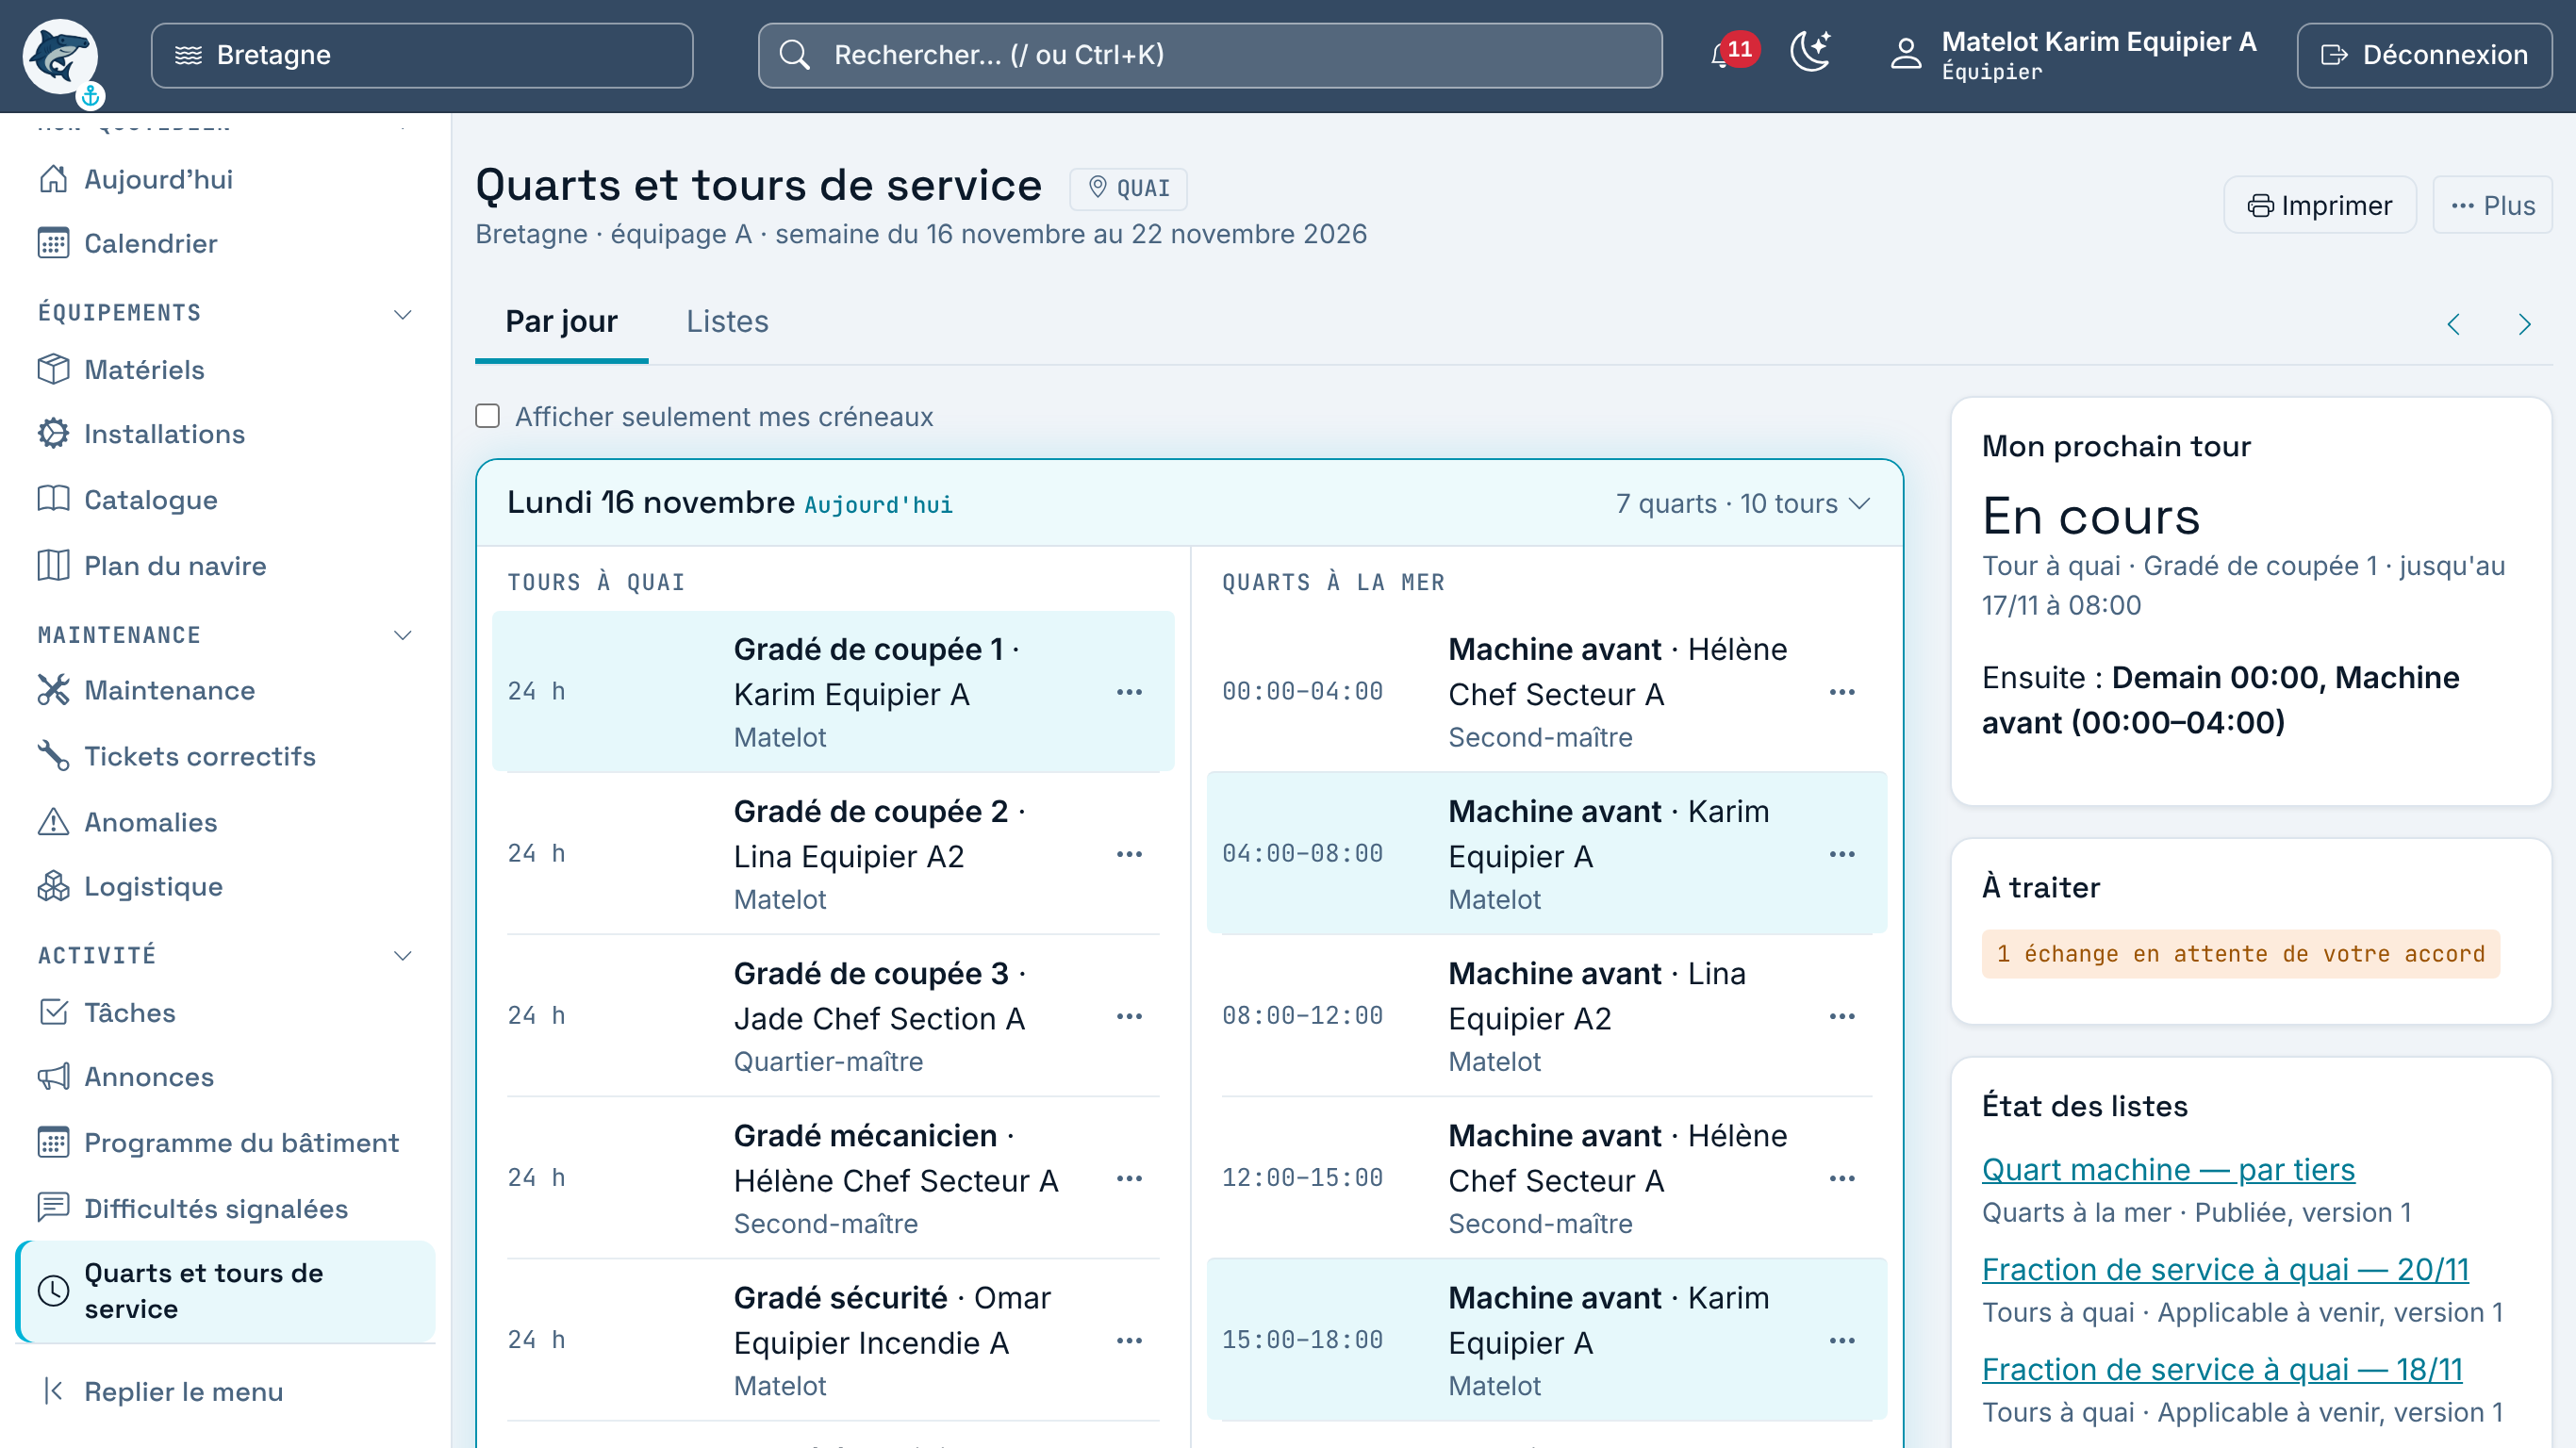 Bretagne
Rechercher... (/ ou Ctrl+K)
11
Matelot Karim Equipier A
Équipier
Déconnexion
Aujourd'hui
Calendrier
ÉQUIPEMENTS
Matériels
Installations
Catalogue
Plan du navire
MAINTENANCE
Maintenance
Tickets correctifs
Anomalies
Logistique
ACTIVITÉ
Tâches
Annonces
Programme du bâtiment
Difficultés signalées
Quarts et tours de
service
Replier le menu
Quarts et tours de service
QUAI
Bretagne · équipage A · semaine du 16 novembre au 22 novembre 2026
Imprimer
··· Plus
Par jour
Listes
Afficher seulement mes créneaux
Lundi 16 novembre Aujourd'hui
7 quarts · 10 tours
TOURS À QUAI
24 h
Gradé de coupée 1 ·
Karim Equipier A
Matelot
24 h
Gradé de coupée 2 ·
Lina Equipier A2
Matelot
24 h
Gradé de coupée 3 ·
Jade Chef Section A
Quartier-maître
24 h
Gradé mécanicien ·
Hélène Chef Secteur A
Second-maître
24 h
Gradé sécurité · Omar
Equipier Incendie A
Matelot
QUARTS À LA MER
00:00–04:00
Machine avant · Hélène
Chef Secteur A
Second-maître
04:00–08:00
Machine avant · Karim
Equipier A
Matelot
08:00–12:00
Machine avant · Lina
Equipier A2
Matelot
12:00–15:00
Machine avant · Hélène
Chef Secteur A
Second-maître
15:00–18:00
Machine avant · Karim
Equipier A
Matelot
Mon prochain tour
En cours
Tour à quai · Gradé de coupée 1 · jusqu'au
17/11 à 08:00
Ensuite : Demain 00:00, Machine
avant (00:00–04:00)
À traiter
1 échange en attente de votre accord
État des listes
Quart machine — par tiers
Quarts à la mer · Publiée, version 1
Fraction de service à quai — 20/11
Tours à quai · Applicable à venir, version 1
Fraction de service à quai — 18/11
Tours à quai · Applicable à venir, version 1